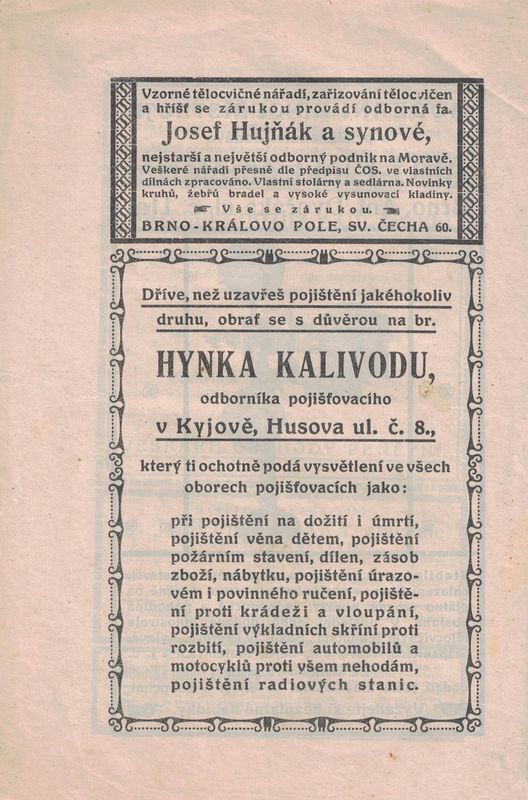 Vzorné tělocvičné nářadí, zařizování tělocvičen
a hříšť se zárukou provádí odborná fa.
Josef Hujňák a synové,
nejstarší a největší odborný podnik na Moravě.
Veškeré nářadí přesně dle předpisu ČOS. ve vlastních
dílnách zpracováno. Vlastní stolárny a sedlárna. Novinky
kruhů, žebřů bradel a vysoké vysunovací kladiny.
Vše se zárukou.
BRNO-KRÁLOVO POLE, SV. ČECHA 60.
Dříve, než uzavřeš pojištění jakéhokoliv
druhu, obrať se s důvěrou na br.
HYNKA KALIVODU,
odborníka pojišťovacího
v Kyjově, Husova ul. č. 8.,
který ti ochotně podá vysvětlení ve všech
oborech pojišťovacích jako:
při pojištění na dožití i úmrtí,
pojištění věna dětem, pojištění
požárním stavení, dílen, zásob
zboží, nábytku, pojištění úrazo-
vém i povinného ručení, pojiště-
ní proti krádeži a vloupání,
pojištění výkladních skříní proti
rozbití, pojištění automobilů a
motocyklů proti všem nehodám,
pojištění radiových stanic.